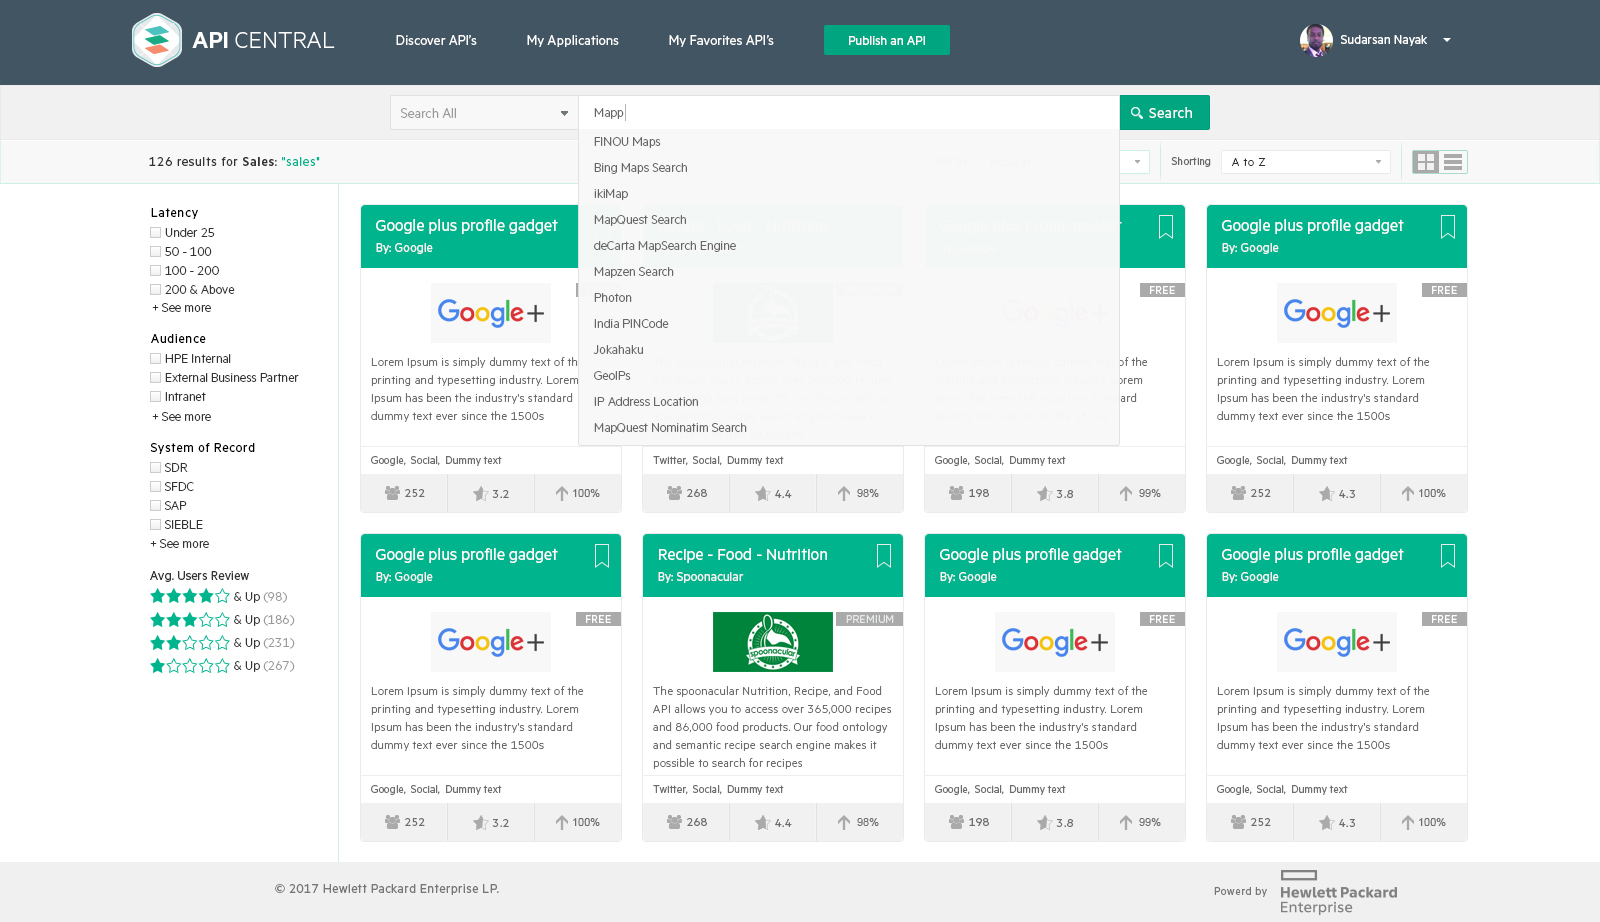 API CENTRAL
Discover API's
My Applications
My Favorites API's
Publish an API
Sudarsan Nayak
Search All
Mapp
Search
FINOU Maps
Bing Maps Search
ikiMap
MapQuest Search
deCarta MapSearch Engine
Mapzen Search
Photon
India PINCode
Jokahaku
GeoIPs
IP Address Location
MapQuest Nominatim Search
126 results for Sales: "sales"
Shorting
A to Z
Latency
Under 25
50 - 100
100 - 200
200 & Above
+ See more
Audience
HPE Internal
External Business Partner
Intranet
+ See more
System of Record
SDR
SFDC
SAP
SIEBLE
+ See more
Avg. Users Review
& Up (98)
& Up (186)
& Up (231)
& Up (267)
Google plus profile gadget
By: Google
Google+
Lorem Ipsum is simply dummy text of the
printing and typesetting industry. Lorem
Ipsum has been the industry's standard
dummy text ever since the 1500s
Google, Social, Dummy text
252
3.2
100%
Twitter, Social, Dummy text
268
4.4
98%
FREE
of the
Lorem
Google, Social, Dummy text
198
3.8
99%
Google plus profile gadget
By: Google
FREE
Google+
Lorem Ipsum is simply dummy text of the
printing and typesetting industry. Lorem
Ipsum has been the industry's standard
dummy text ever since the 1500s
Google, Social, Dummy text
252
4.3
100%
Google plus profile gadget
By: Google
FREE
Google+
Lorem Ipsum is simply dummy text of the
printing and typesetting industry. Lorem
Ipsum has been the industry's standard
dummy text ever since the 1500s
Google, Social, Dummy text
252
3.2
100%
Recipe - Food - Nutrition
By: Spoonacular
PREMIUM
spoonacular
The spoonacular Nutrition, Recipe, and Food
API allows you to access over 365,000 recipes
and 86,000 food products. Our food ontology
and semantic recipe search engine makes it
possible to search for recipes
Twitter, Social, Dummy text
268
4.4
98%
Google plus profile gadget
By: Google
FREE
Google+
Lorem Ipsum is simply dummy text of the
printing and typesetting industry. Lorem
Ipsum has been the industry's standard
dummy text ever since the 1500s
Google, Social, Dummy text
198
3.8
99%
Google plus profile gadget
By: Google
FREE
Google+
Lorem Ipsum is simply dummy text of the
printing and typesetting industry. Lorem
Ipsum has been the industry's standard
dummy text ever since the 1500s
Google, Social, Dummy text
252
4.3
100%
© 2017 Hewlett Packard Enterprise LP.
Powerd by
Hewlett Packard
Enterprise